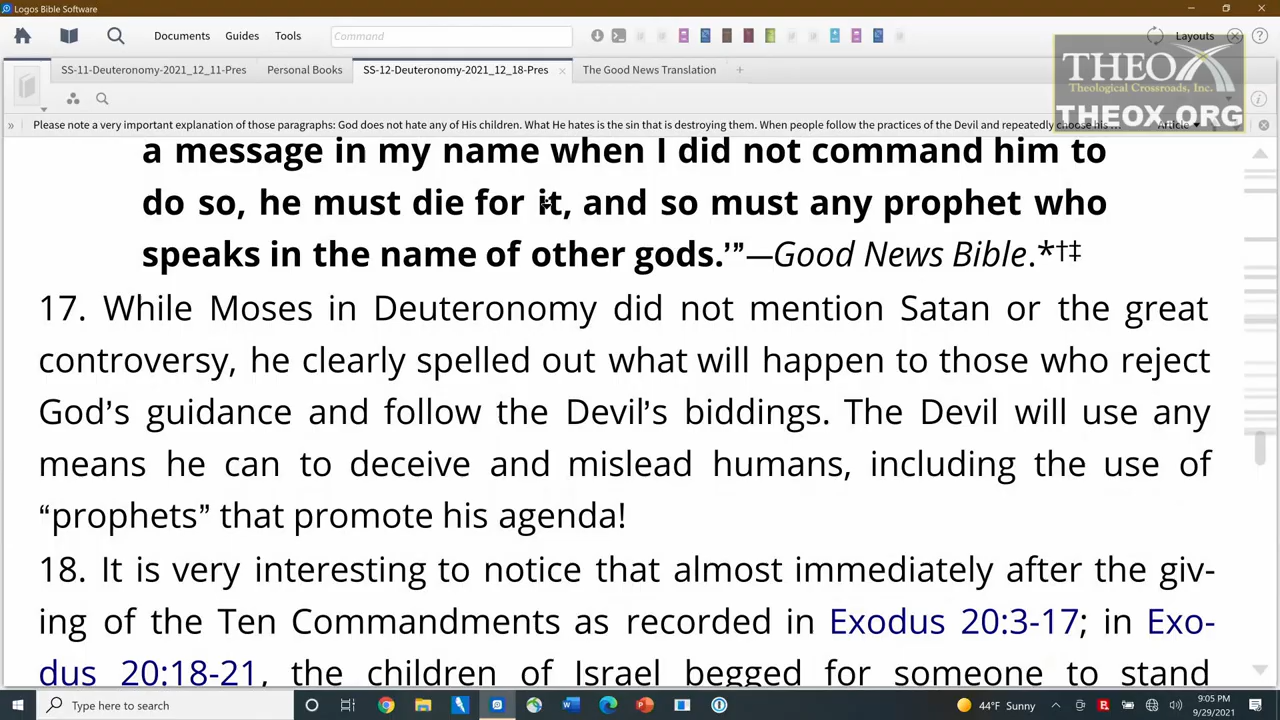 Logos Bible Software
Documents Guides Tools Command Layouts
SS-11-Deuteronomy-2021_12_11-Pres Personal Books SS-12-Deuteronomy-2021_12_18-Pres The Good News Translation
THEOX
Theological Crossroads, Inc.
THEOX.ORG
» Please note a very important explanation of those paragraphs: God does not hate any of His children. What He hates is the sin that is destroying them. When people follow the practices of the Devil and repeatedly choose his ... Article
a message in my name when I did not command him to
do so, he must die for it, and so must any prophet who
speaks in the name of other gods.’”—Good News Bible.*†‡
17. While Moses in Deuteronomy did not mention Satan or the great
controversy, he clearly spelled out what will happen to those who reject
God’s guidance and follow the Devil’s biddings. The Devil will use any
means he can to deceive and mislead humans, including the use of
“prophets” that promote his agenda!
18. It is very interesting to notice that almost immediately after the giv-
ing of the Ten Commandments as recorded in Exodus 20:3-17; in Exo-
dus 20:18-21, the children of Israel begged for someone to stand
Type here to search
44°F Sunny
9:05 PM
9/29/2021